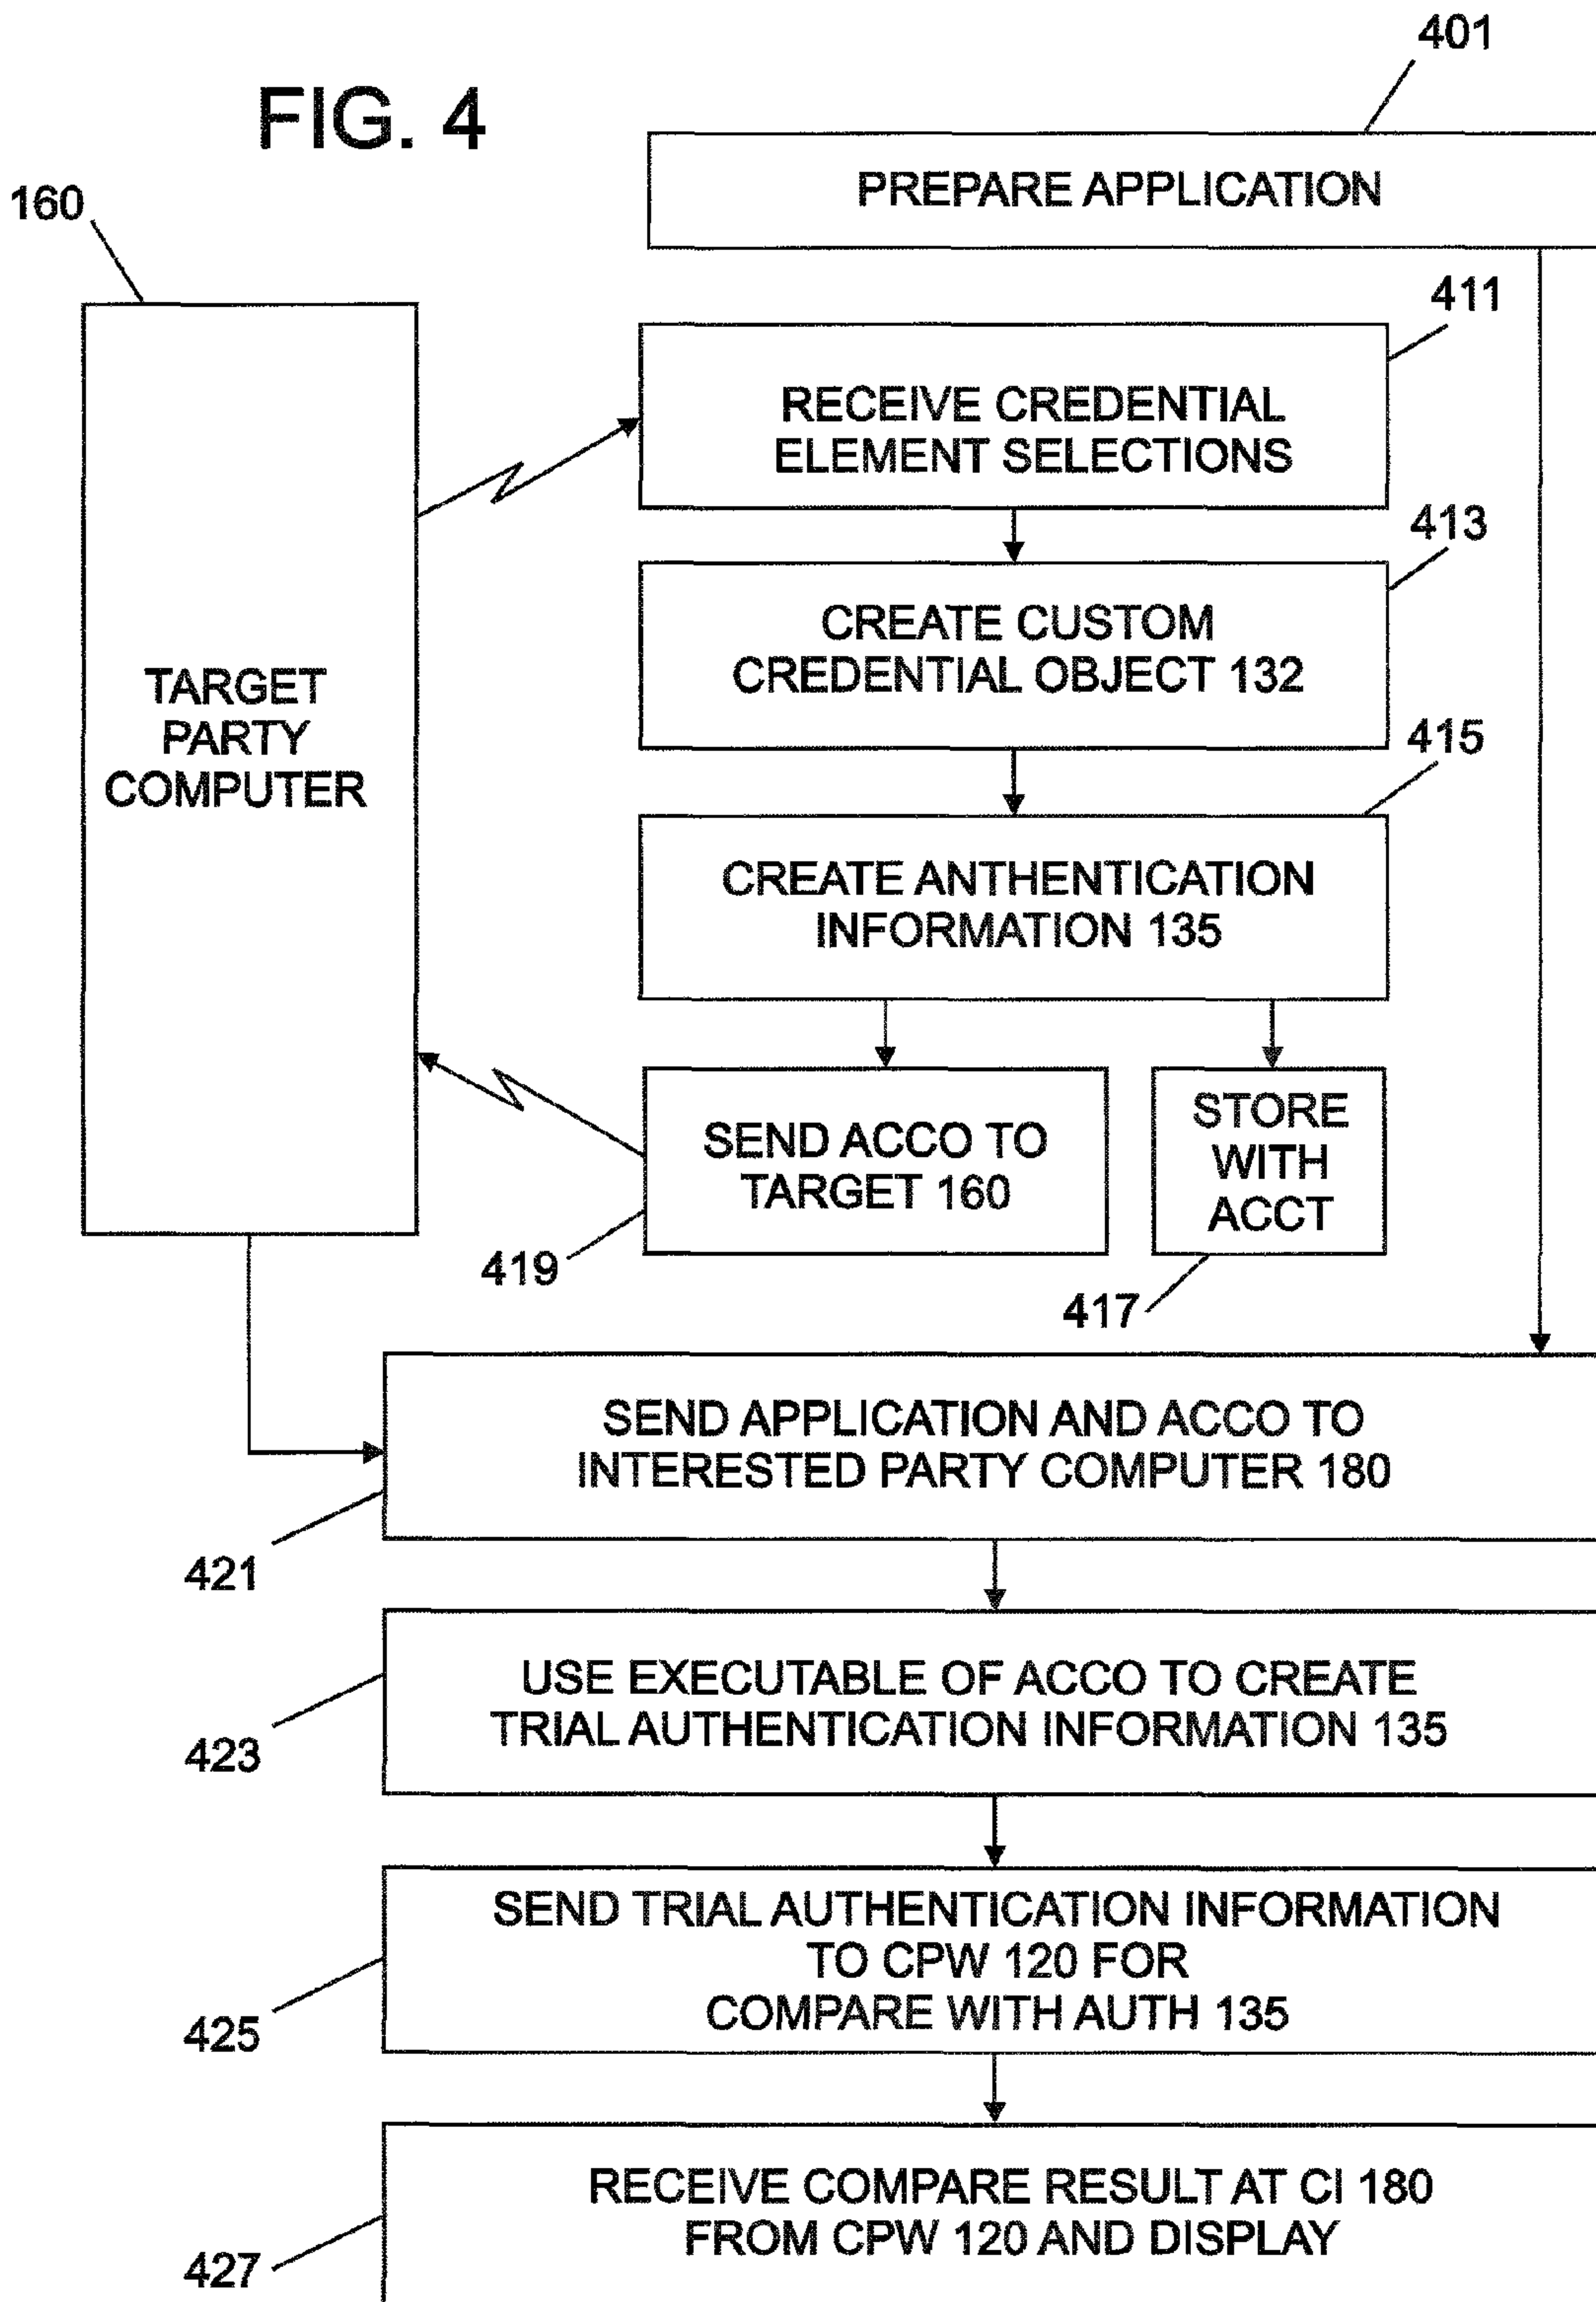 401
FIG. 4
PREPARE APPLICATION
160
411
RECEIVE CREDENTIAL
ELEMENT SELECTIONS
413
CREATE CUSTOM
CREDENTIAL OBJECT 132
TARGET
PARTY
COMPUTER
415
CREATE ANTHENTICATION
INFORMATION 135
SEND ACCO TO
TARGET 160
STORE
WITH
ACCT
419
417
SEND APPLICATION AND ACCO TO
INTERESTED PARTY COMPUTER 180
421
USE EXECUTABLE OF ACCO TO CREATE
TRIAL AUTHENTICATION INFORMATION 135
423
SEND TRIAL AUTHENTICATION INFORMATION
TO CPW 120 FOR
COMPARE WITH AUTH 135
425
RECEIVE COMPARE RESULT AT CI 180
FROM CPW 120 AND DISPLAY
427